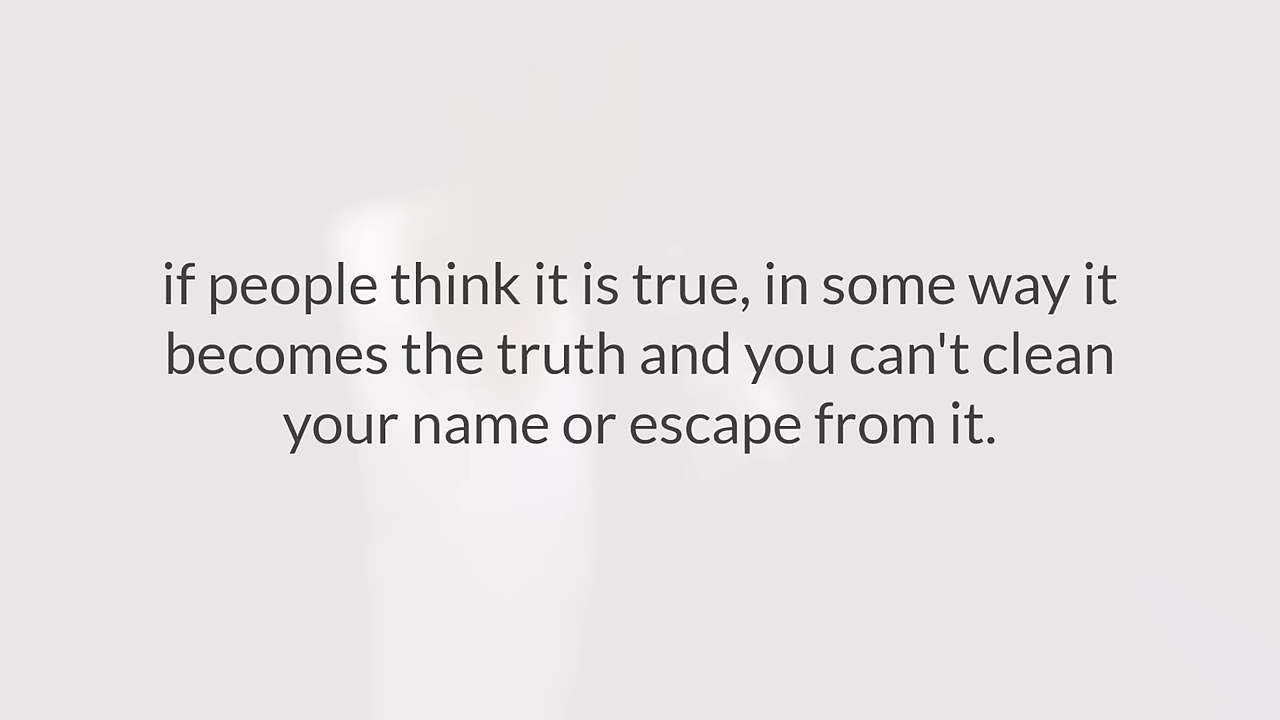 if people think it is true, in some way it
becomes the truth and you can't clean
your name or escape from it.